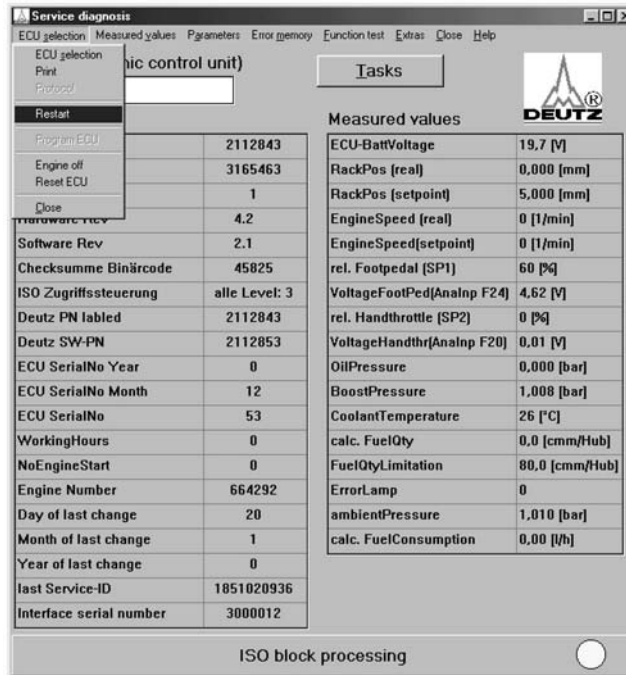 Service diagnosis
ECU selection Measured values Parameters Error memory Function test Extras Close Help
ECU selection
Print
Protocol
Restart
Program ECU
Engine off
Reset ECU
Close
nic control unit)
Tasks
DEUTZ ®
Measured values
2112843
3165463
1
Hardware Rev 4.2
Software Rev 2.1
Checksumme Binärcode 45825
ISO Zugriffssteuerung alle Level: 3
Deutz PN labled 2112843
Deutz SW-PN 2112853
ECU SerialNo Year 0
ECU SerialNo Month 12
ECU SerialNo 53
WorkingHours 0
NoEngineStart 0
Engine Number 664292
Day of last change 20
Month of last change 1
Year of last change 0
last Service-ID 1851020936
Interface serial number 3000012
ECU-BattVoltage 19,7 [V]
RackPos (real) 0,000 [mm]
RackPos (setpoint) 5,000 [mm]
EngineSpeed (real) 0 [1/min]
EngineSpeed(setpoint) 0 [1/min]
rel. Footpedal (SP1) 60 [%]
VoltageFootPed(AnaInp F24) 4,62 [V]
rel. Handthrottle (SP2) 0 [%]
VoltageHandthr(AnaInp F20) 0,01 [V]
OilPressure 0,000 [bar]
BoostPressure 1,008 [bar]
CoolantTemperature 26 [°C]
calc. FuelQty 0,0 [cmm/Hub]
FuelQtyLimitation 80,0 [cmm/Hub]
ErrorLamp 0
ambientPressure 1,010 [bar]
calc. FuelConsumption 0,00 [l/h]
ISO block processing